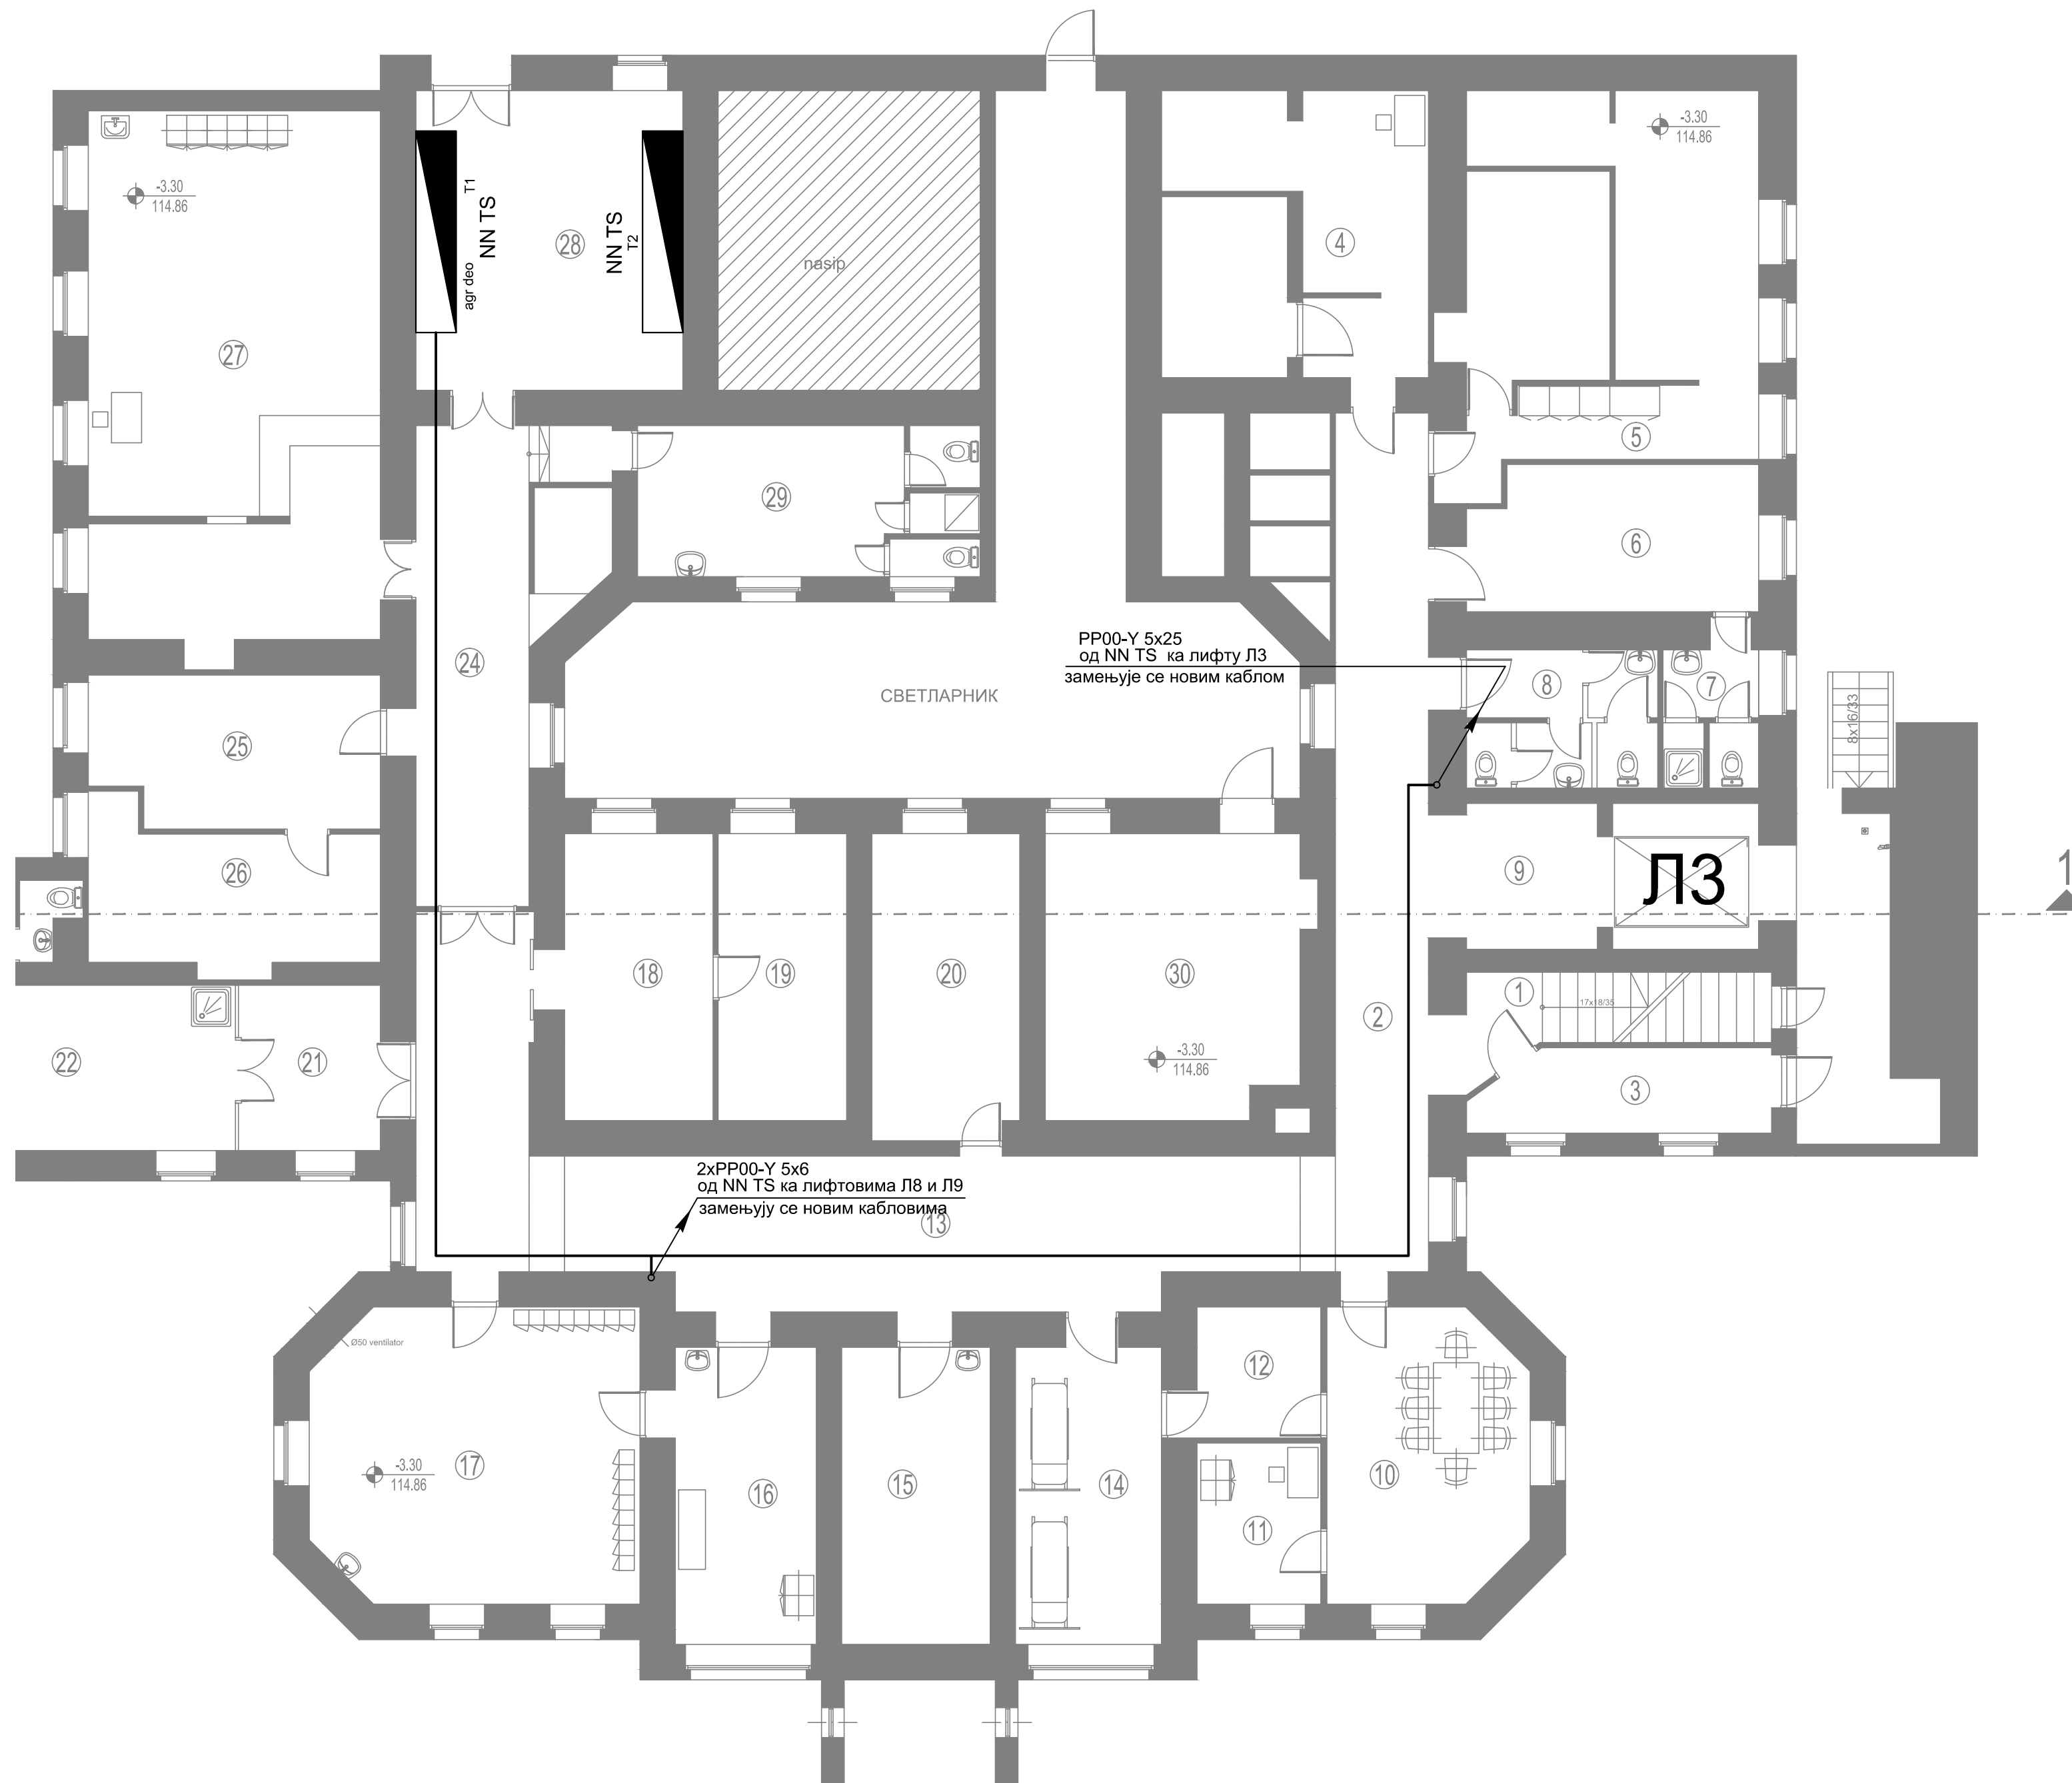 -3.30
114.86
-3.30
114.86
T1
NN TS
agr deo
NN TS
T2
28
nasip
4
27
5
29
6
PP00-Y 5x25
од NN TS ка лифту Л3
замењује се новим каблом
24
СВЕТЛАРНИК
8
7
8x16/33
25
26
9
Л3
1
18
19
20
30
2
1
17x18/35
-3.30
114.86
22
21
3
2xPP00-Y 5x6
од NN TS ка лифтовима Л8 и Л9
замењују се новим кабловима
13
Ø50 ventilator
12
-3.30
114.86
17
16
15
14
11
10